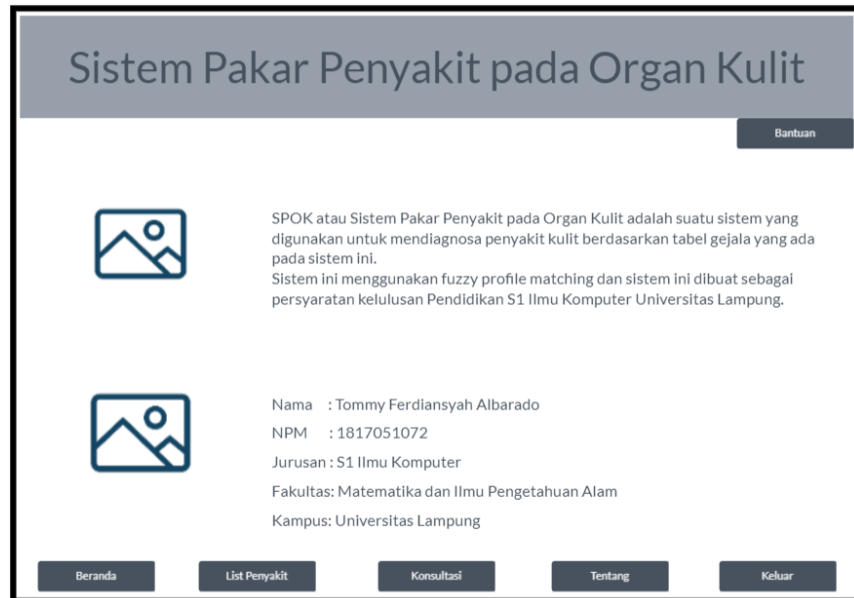 Sistem Pakar Penyakit pada Organ Kulit
Bantuan
SPOK atau Sistem Pakar Penyakit pada Organ Kulit adalah suatu sistem yang
digunakan untuk mendiagnosa penyakit kulit berdasarkan tabel gejala yang ada
pada sistem ini.
Sistem ini menggunakan fuzzy profile matching dan sistem ini dibuat sebagai
persyaratan kelulusan Pendidikan S1 Ilmu Komputer Universitas Lampung.
Nama : Tommy Ferdiansyah Albarado
NPM : 1817051072
Jurusan : S1 Ilmu Komputer
Fakultas: Matematika dan Ilmu Pengetahuan Alam
Kampus: Universitas Lampung
Beranda List Penyakit Konsultasi Tentang Keluar